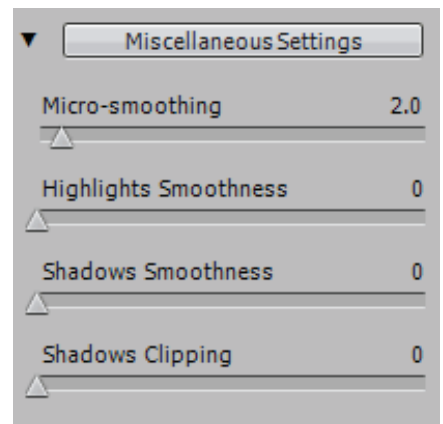 Miscellaneous Settings
Micro-smoothing 2.0
Highlights Smoothness 0
Shadows Smoothness 0
Shadows Clipping 0